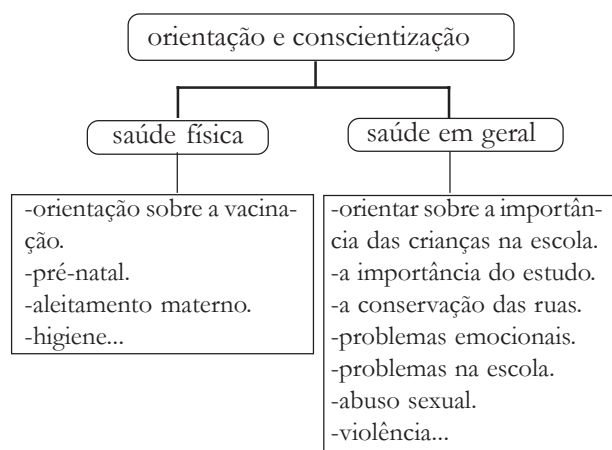 orientação e conscientização
saúde física
-orientação sobre a vacina-
ção.
-pré-natal.
-aleitamento materno.
-higiene...
saúde em geral
-orientar sobre a importân-
cia das crianças na escola.
-a importância do estudo.
-a conservação das ruas.
-problemas emocionais.
-problemas na escola.
-abuso sexual.
-violência...